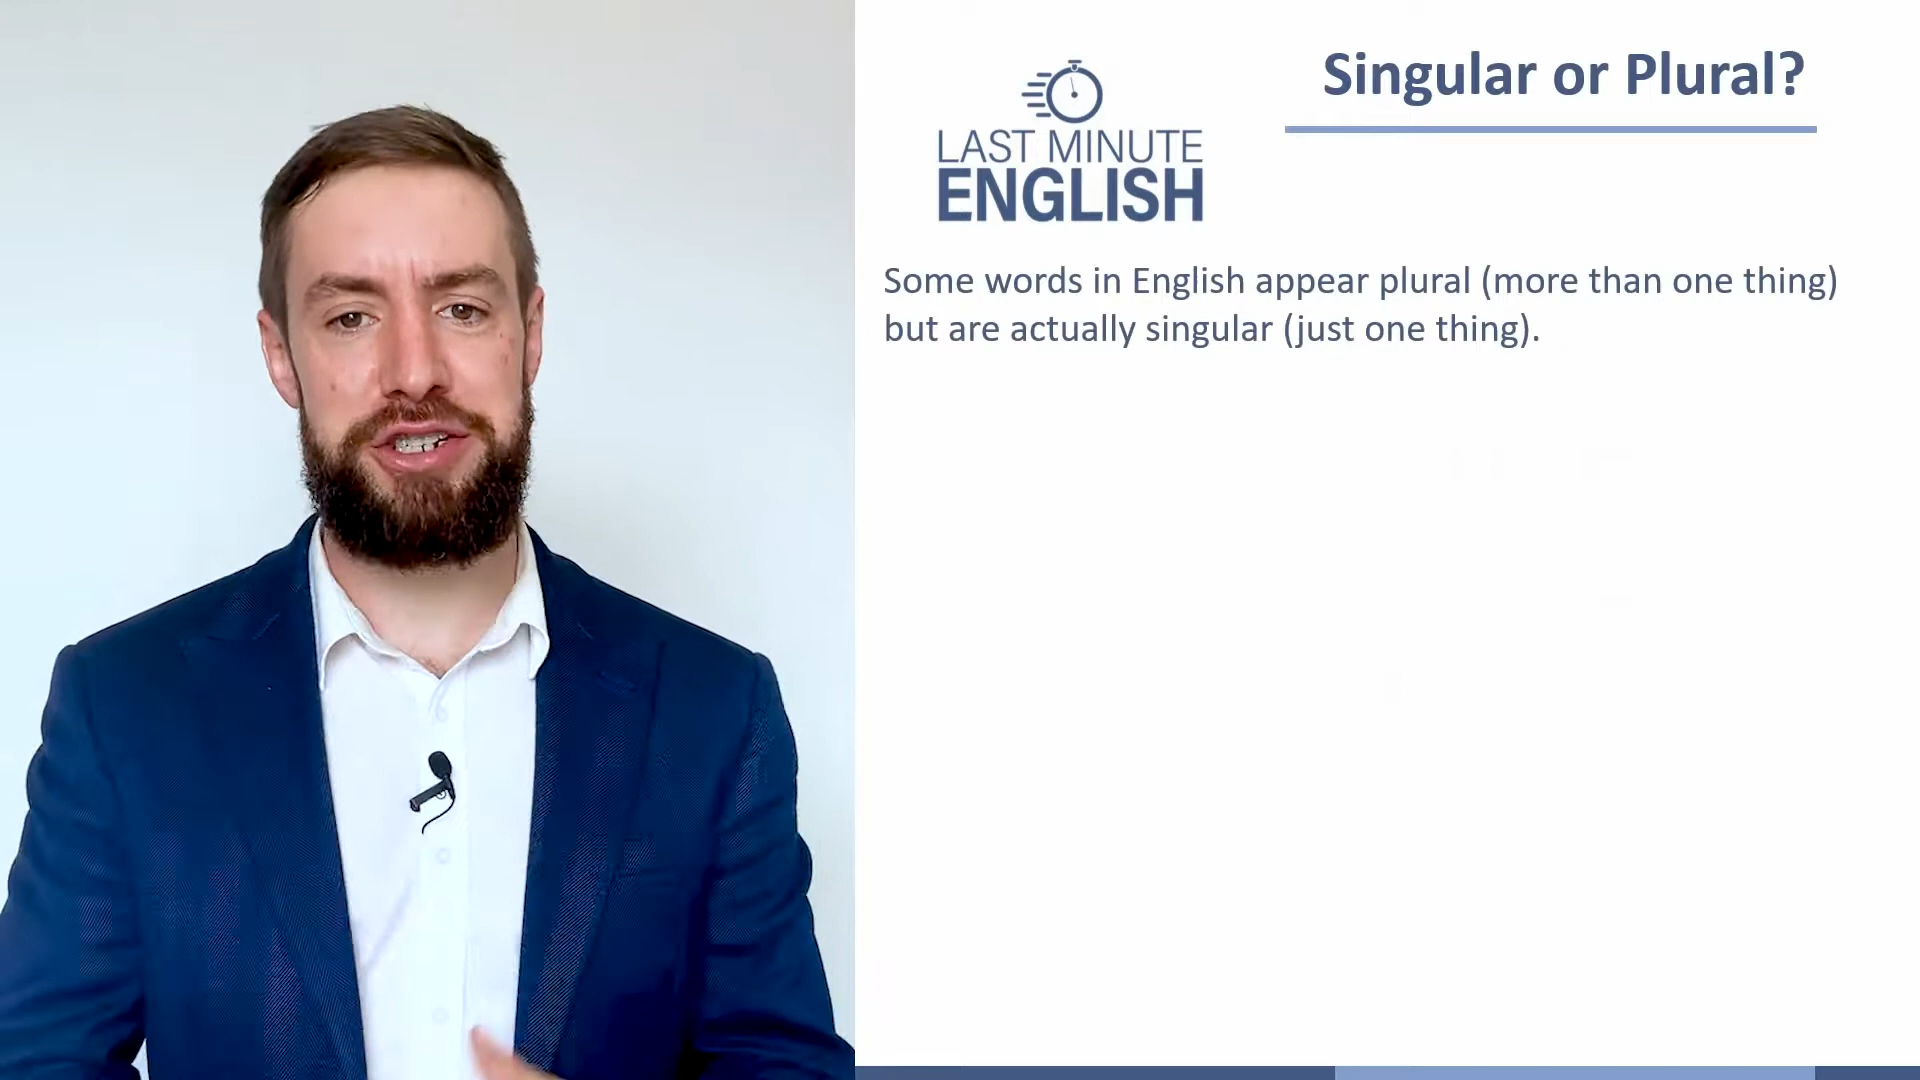 Singular or Plural?
LAST MINUTE
ENGLISH
Some words in English appear plural (more than one thing)
but are actually singular (just one thing).